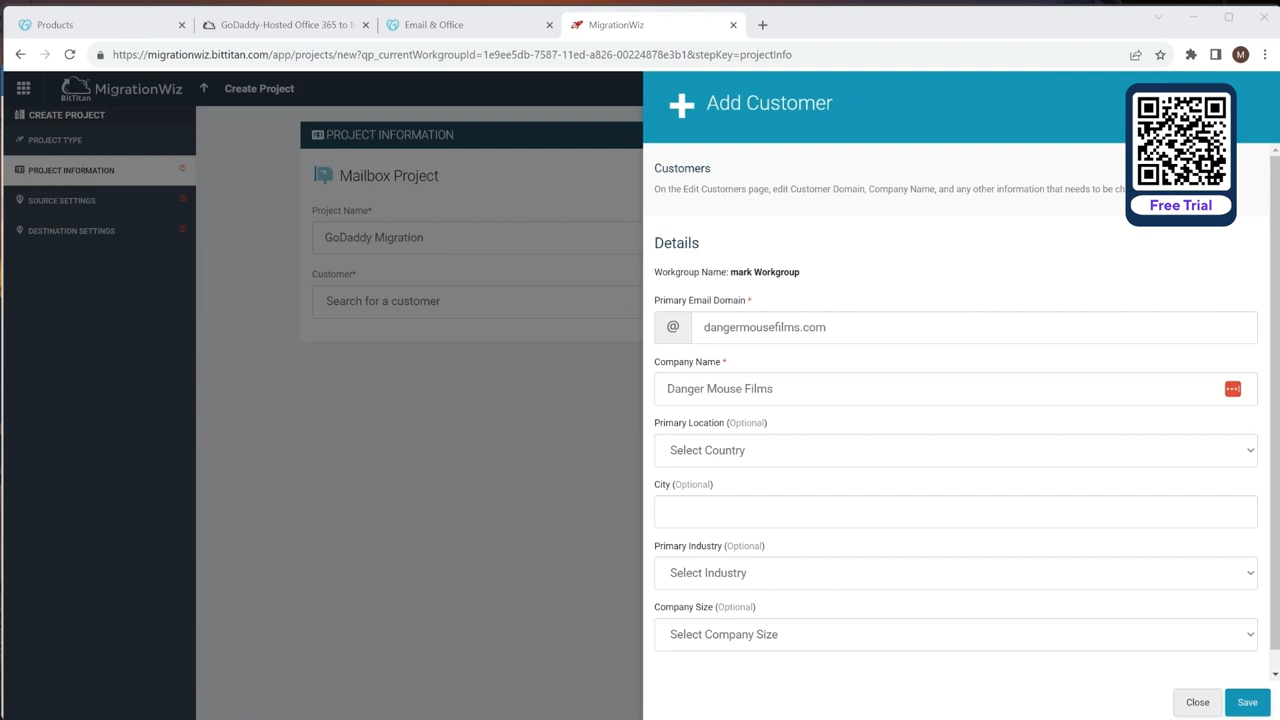 Products
GoDaddy-Hosted Office 365 to M
Email & Office
MigrationWiz
https://migrationwiz.bittitan.com/app/projects/new?qp_currentWorkgroupId=1e9ee5db-7587-11ed-a826-00224878e3b1&stepKey=projectInfo
M
BitTitan MigrationWiz
Create Project
CREATE PROJECT
PROJECT TYPE
PROJECT INFORMATION
SOURCE SETTINGS
DESTINATION SETTINGS
PROJECT INFORMATION
Mailbox Project
Project Name*
GoDaddy Migration
Customer*
Search for a customer
Add Customer
Customers
On the Edit Customers page, edit Customer Domain, Company Name, and any other information that needs to be ch
Free Trial
Details
Workgroup Name: mark Workgroup
Primary Email Domain *
@ dangermousefilms.com
Company Name *
Danger Mouse Films
Primary Location (Optional)
Select Country
City (Optional)
Primary Industry (Optional)
Select Industry
Company Size (Optional)
Select Company Size
Close Save